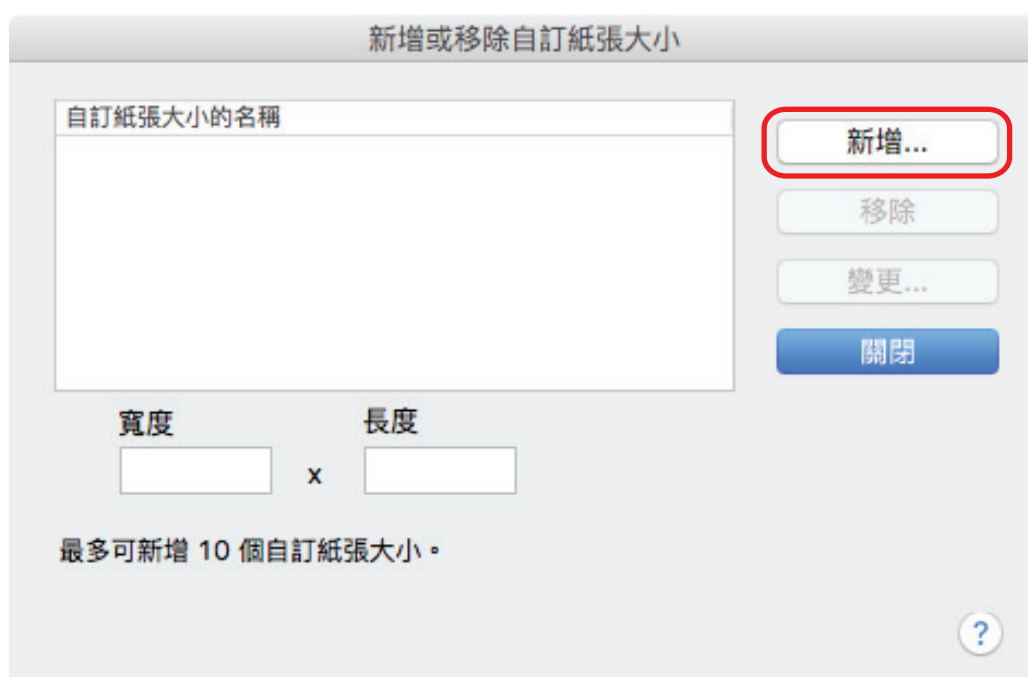 新增或移除自訂紙張大小
自訂紙張大小的名稱
新增...
移除
變更...
關閉
寬度
長度
x
最多可新增 10 個自訂紙張大小。
?